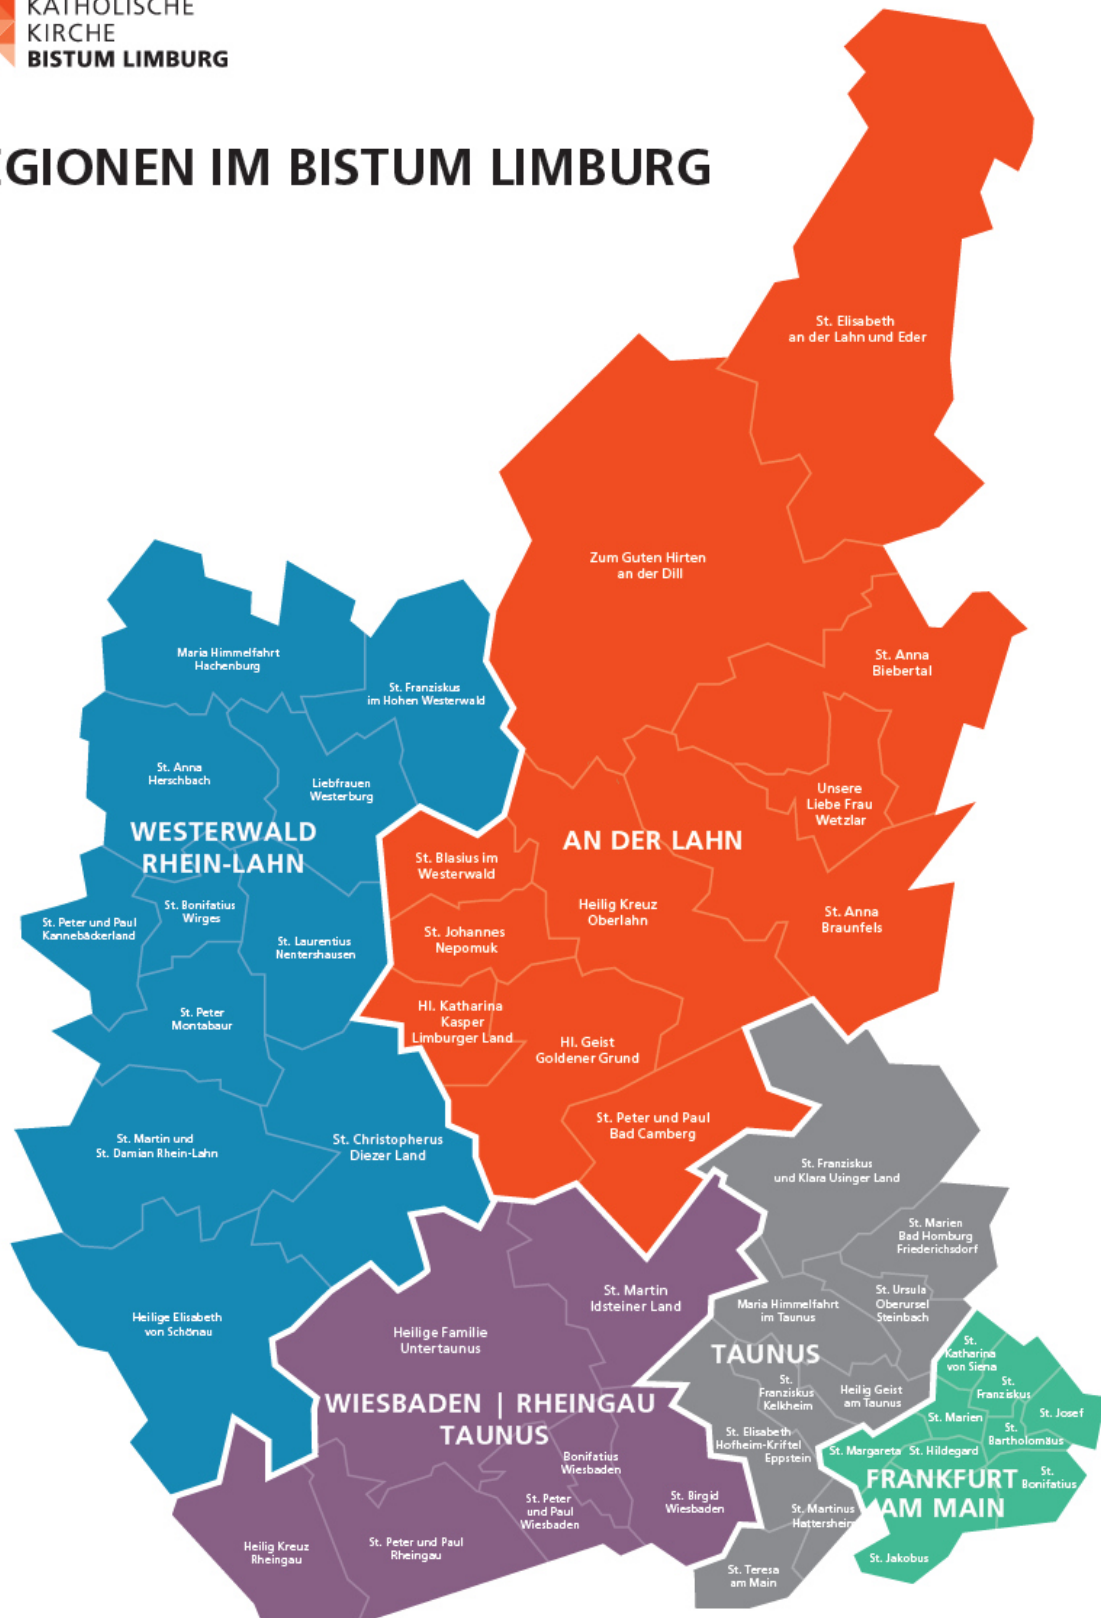 KATHOLISCHE
KIRCHE
BISTUM LIMBURG
EGIONEN IM BISTUM LIMBURG
St. Elisabeth
an der Lahn und Eder
Zum Guten Hirten
an der Dill
St. Anna
Biebertal
Unsere
Liebe Frau
Wetzlar
AN DER LAHN
St. Blasius im
Westerwald
Heilig Kreuz
Oberlahn
St. Anna
Braunfels
St. Johannes
Nepomuk
Hl. Katharina
Kasper
Limburger Land
Hl. Geist
Goldener Grund
St. Peter und Paul
Bad Camberg
Maria Himmelfahrt
Hachenburg
St. Franziskus
im Hohen Westerwald
St. Anna
Herschbach
Liebfrauen
Westerburg
WESTERWALD
RHEIN-LAHN
St. Peter und Paul
Kannebäckerland
St. Bonifatius
Wirges
St. Laurentius
Nentershausen
St. Peter
Montabaur
St. Martin und
St. Damian Rhein-Lahn
St. Christopherus
Diezer Land
Heilige Elisabeth
von Schönau
St. Martin
Idsteiner Land
Heilige Familie
Untertaunus
WIESBADEN | RHEINGAU
TAUNUS
Bonifatius
Wiesbaden
St. Peter
und Paul
Wiesbaden
St. Birgid
Wiesbaden
St. Peter und Paul
Rheingau
Heilig Kreuz
Rheingau
St. Franziskus
und Klara Usinger Land
St. Marien
Bad Homburg
Friederichsdorf
St. Ursula
Oberursel
Steinbach
Maria Himmelfahrt
im Taunus
TAUNUS
St.
Franziskus
Kelkheim
Heilig Geist
am Taunus
St. Elisabeth
Hofheim-Kriftel
Eppstein
St. Martinus
Hattersheim
St. Teresa
am Main
St.
Katharina
von Siena
St.
Franziskus
St. Marien
St. Josef
St.
Bartholomäus
St. Margareta
St. Hildegard
St.
Bonifatius
FRANKFURT
AM MAIN
St. Jakobus